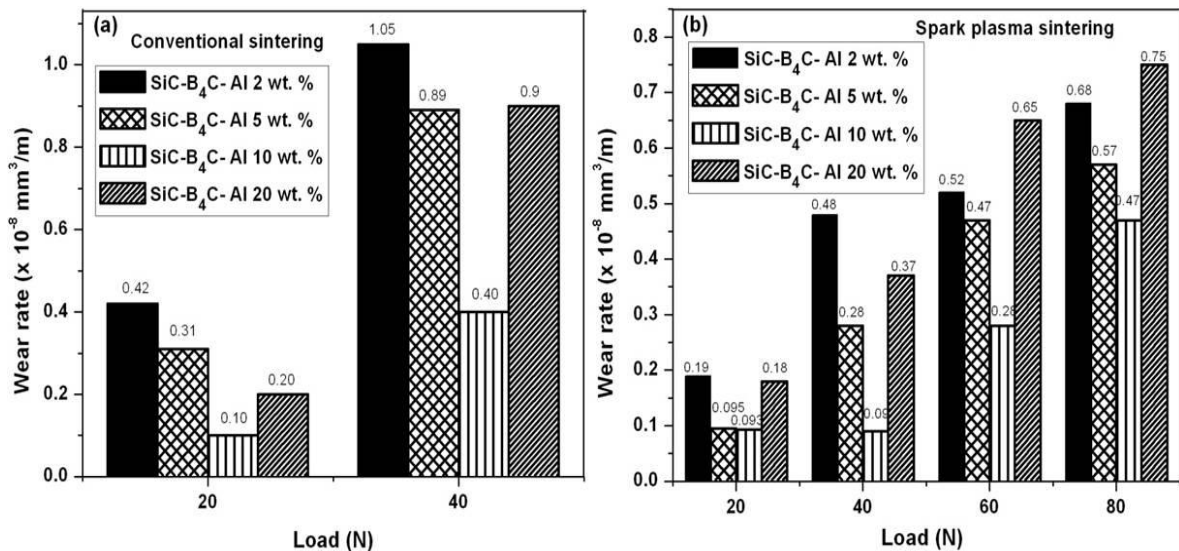 (a)
Conventional sintering
SiC-B₄C- Al 2 wt. %
SiC-B₄C- Al 5 wt. %
SiC-B₄C- Al 10 wt. %
SiC-B₄C- Al 20 wt. %
Wear rate (x 10⁻⁸ mm³/m)
1.0
0.8
0.6
0.4
0.2
0.0
0.42
0.31
0.10
0.20
1.05
0.89
0.40
0.9
20
40
Load (N)
(b)
Spark plasma sintering
SiC-B₄C- Al 2 wt. %
SiC-B₄C- Al 5 wt. %
SiC-B₄C- Al 10 wt. %
SiC-B₄C- Al 20 wt. %
Wear rate (x 10⁻⁸ mm³/m)
0.8
0.7
0.6
0.5
0.4
0.3
0.2
0.1
0.0
0.19
0.095
0.093
0.18
0.48
0.28
0.09
0.37
0.52
0.47
0.28
0.65
0.68
0.57
0.47
0.75
20
40
60
80
Load (N)